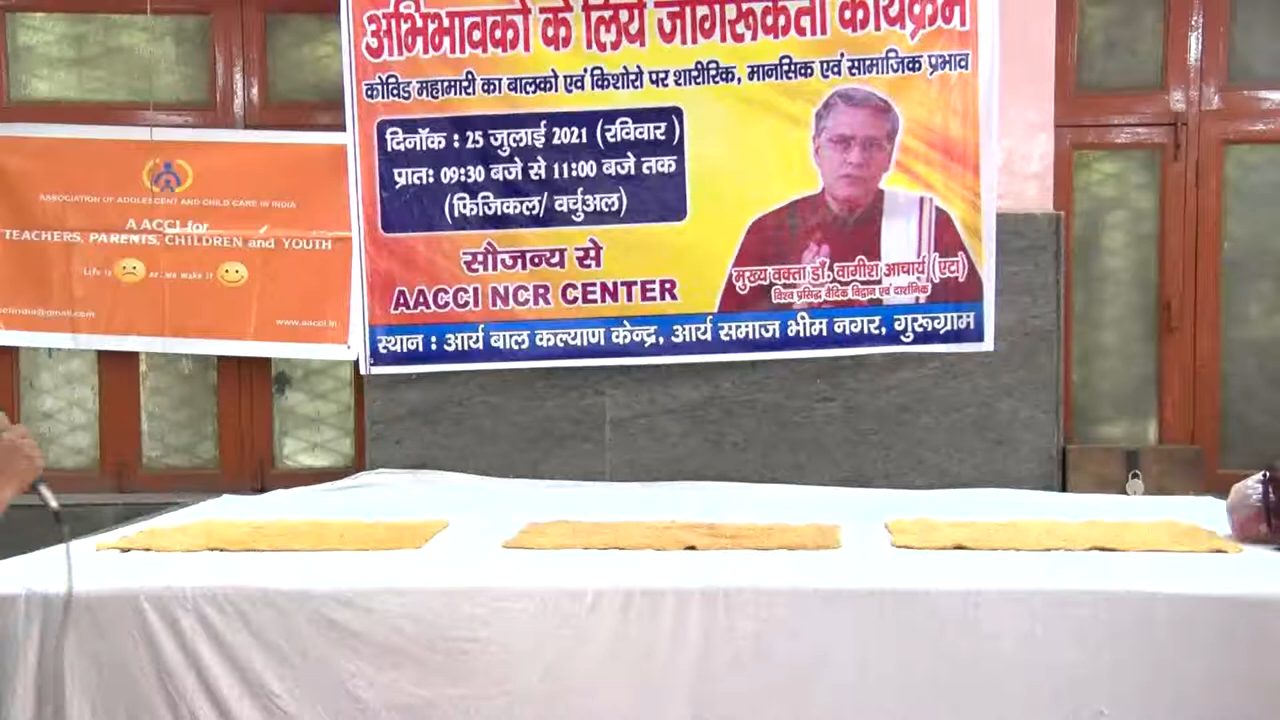 अभिभावको के लिये जागरूकता कार्यक्रम
कोविड महामारी का बालको एवं किशोरो पर शारीरिक, मानसिक एवं सामाजिक प्रभाव
दिनॉक : 25 जुलाई 2021 (रविवार )
प्रातः 09:30 बजे से 11:00 बजे तक
(फिजिकल/ वर्चुअल)
सौजन्य से
AACCI NCR CENTER
मुख्य वक्ता डॉ. वागीश आचार्य (एटा)
विश्व प्रसिद्ध वैदिक विद्वान एवं दार्शनिक
स्थान : आर्य बाल कल्याण केन्द्र, आर्य समाज भीम नगर, गुरूग्राम
ASSOCIATION OF ADOLESCENT AND CHILD CARE IN INDIA
AACCI for
TEACHERS, PARENTS, CHILDREN and YOUTH
Life is or..we make it
www.aacci.in